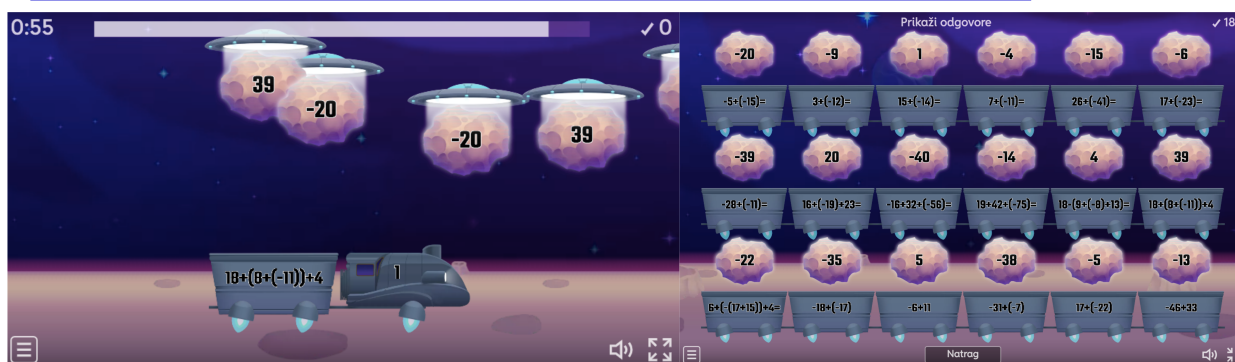 0:55
✓ 0
39
-20
-20
39
18+(8+(-11))+4
1
Prikaži odgovore
✓ 18
-20 -9 1 -4 -15 -6
-5+(-15)= 3+(-12)= 15+(-14)= 7+(-11)= 26+(-41)= 17+(-23)=
-39 20 -40 -14 4 39
-28+(-11)= 16+(-19)+23= -16+32+(-56)= 19+42+(-75)= 18-(9+(-8)+13)= 18+(8+(-11))+4
-22 -35 5 -38 -5 -13
6+(-(17+15))+4= -18+(-17) -6+11 -31+(-7) 17+(-22) -46+33
Natrag